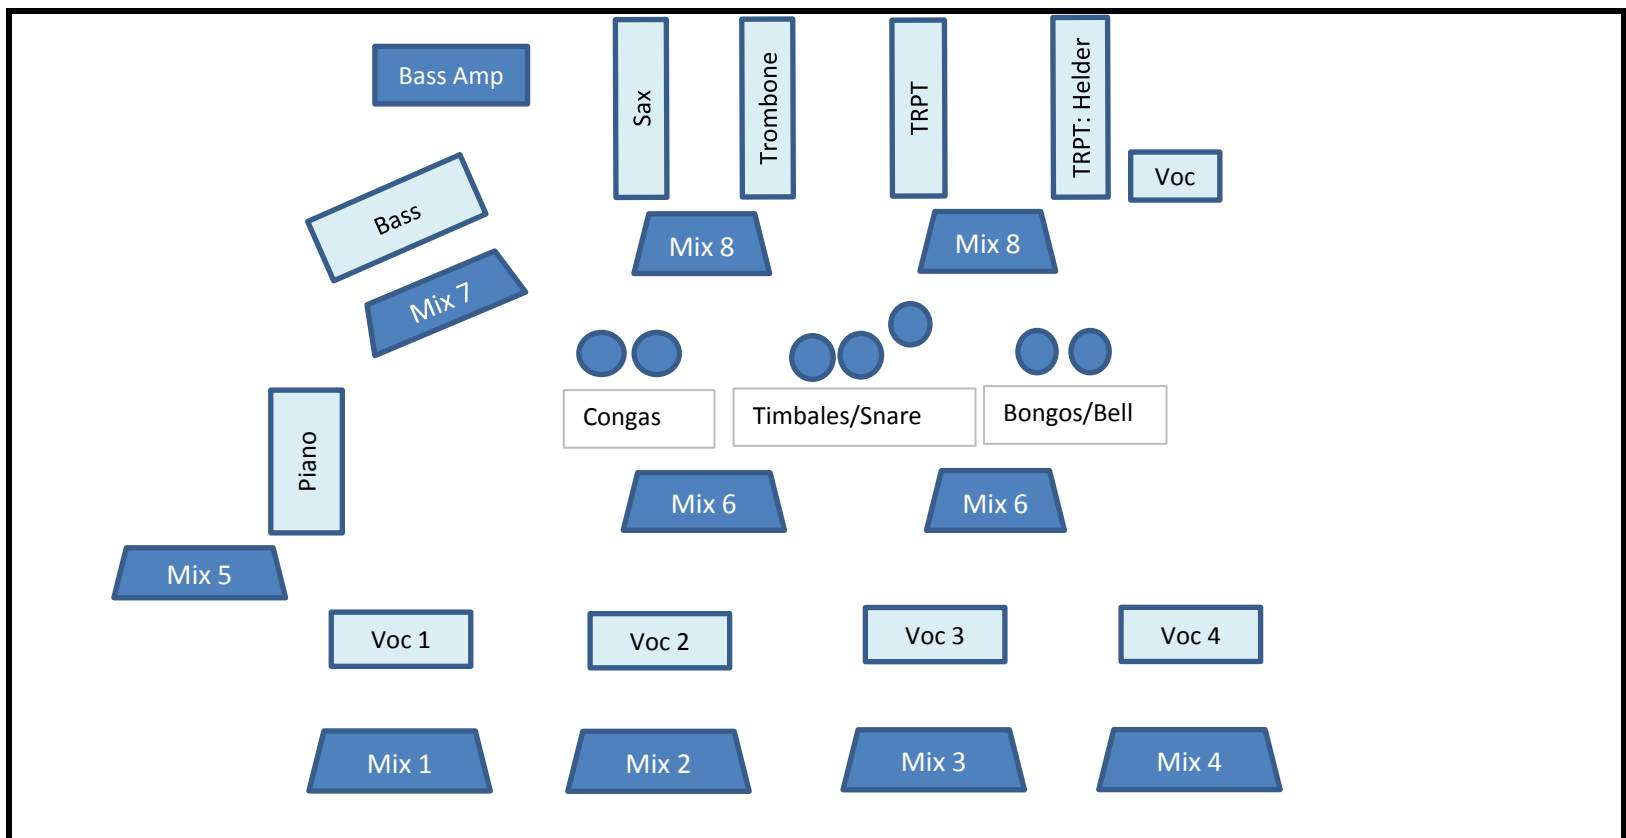 Bass Amp
Sax
Trombone
TRPT
TRPT: Helder
Voc
Bass
Mix 8
Mix 8
Mix 7
Congas
Timbales/Snare
Bongos/Bell
Piano
Mix 6
Mix 6
Mix 5
Voc 1
Voc 2
Voc 3
Voc 4
Mix 1
Mix 2
Mix 3
Mix 4